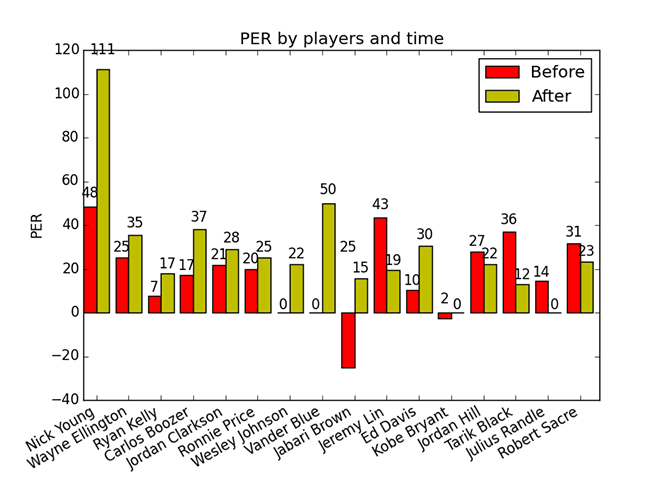 PER by players and time
Before
After
PER
120
100
80
60
40
20
0
−20
−40
48 111
25 35
7 17
17 37
21 28
20 25
0 22
0 50
25 15
43 19
10 30
2 0
27 22
36 12
14 0
31 23
Nick Young
Wayne Ellington
Ryan Kelly
Carlos Boozer
Jordan Clarkson
Ronnie Price
Wesley Johnson
Vander Blue
Jabari Brown
Jeremy Lin
Ed Davis
Kobe Bryant
Jordan Hill
Tarik Black
Julius Randle
Robert Sacre